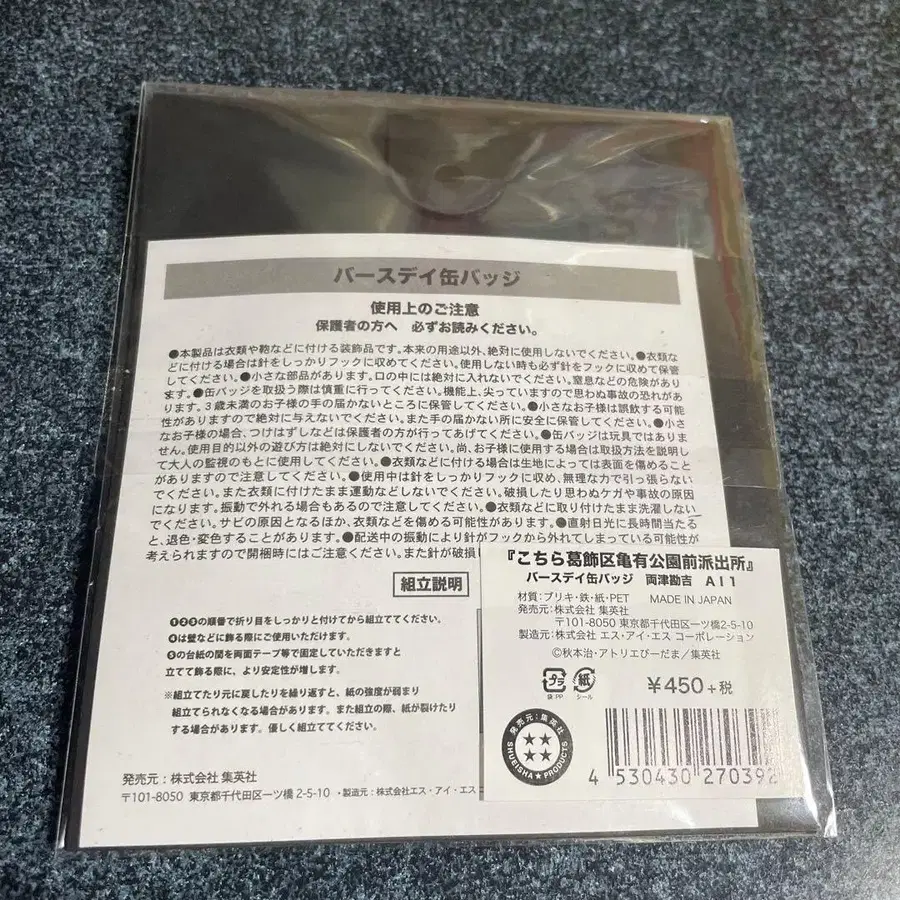 バースデイ缶バッジ
使用上のご注意
保護者の方へ 必ずお読みください。
●本製品は衣類や鞄などに付ける装飾品です。本来の用途以外、絶対に使用しないでください。●衣類な
どに付ける場合は針をしっかりフックに収めてください。使用しない時も必ず針をフックに収めて保管
してください。●小さな部品があります。口の中には絶対に入れないでください。窒息などの危険があり
ます。●缶バッジを取扱う際は慎重に行ってください。機能上、尖っていますので思わぬ事故の恐れがあ
ります。3歳未満のお子様の手の届かないところに保管してください。●小さなお子様は誤飲する可能
性がありますので絶対に与えないでください。また手の届かない所に安全に保管してください。●小さ
なお子様の場合、つけはずしなどは保護者の方が行ってあげてください。●缶バッジは玩具ではありま
せん。使用目的以外の遊び方は絶対にしないでください。尚、お子様に使用する場合は取扱方法を説明し
て大人の監視のもとに使用してください。●衣類などに付ける場合は生地によっては表面を傷めること
がありますので注意してください。●使用中は針をしっかりフックに収め、無理な力で引っ張らない
でください。また衣類に付けたまま運動などしないでください。破損したり思わぬケガや事故の原因
になります。振動で外れる場合もあるので注意してください。●衣類などに取り付けたまま洗濯しない
でください。サビの原因となるほか、衣類などを傷める可能性があります。●直射日光に長時間当たる
と、退色・変色することがあります。●配送中の振動により針がフックから外れてしまっている可能性が
考えられますので開梱時にはご注意ください。また針が破損し
組立説明
❶❷❸の順番で折り目をしっかりと付けてから組立ててください。
❹は壁などに飾る際にご使用いただけます。
❺の台紙の間を両面テープ等で固定していただきますと
立てて飾る際に、より安定性が増します。
※組立てたり元に戻したりを繰り返すと、紙の強度が弱まり
組立てられなくなる場合があります。また組立の際、紙が裂けたり
する場合があります。優しく組立ててください。
発売元:株式会社 集英社
〒101-8050 東京都千代田区一ツ橋2-5-10 ・製造元:株式会社エス・アイ・エス コ
『こちら葛飾区亀有公園前派出所』
バースデイ缶バッジ 両津勘吉 A11
材質:ブリキ・鉄・紙・PET MADE IN JAPAN
発売元:株式会社 集英社
〒101-8050 東京都千代田区一ツ橋2-5-10
製造元:株式会社 エス・アイ・エス コーポレーション
©秋本治・アトリエびーだま/集英社
プラ 紙
袋 PP シール
¥450+税
発売元:集英社
SHUEISHA★PRODUCTS
4 530430 270392